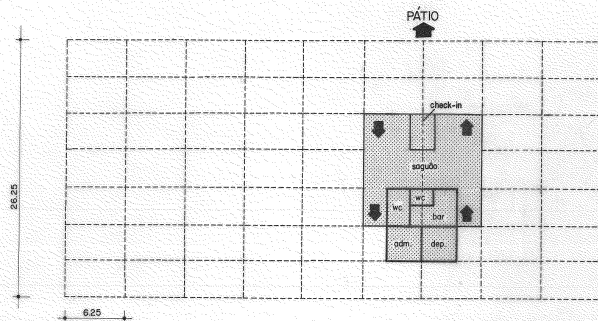 PÁTIO
check-in
saguão
wc
wc
bar
adm.
dep.
26.25
6.25